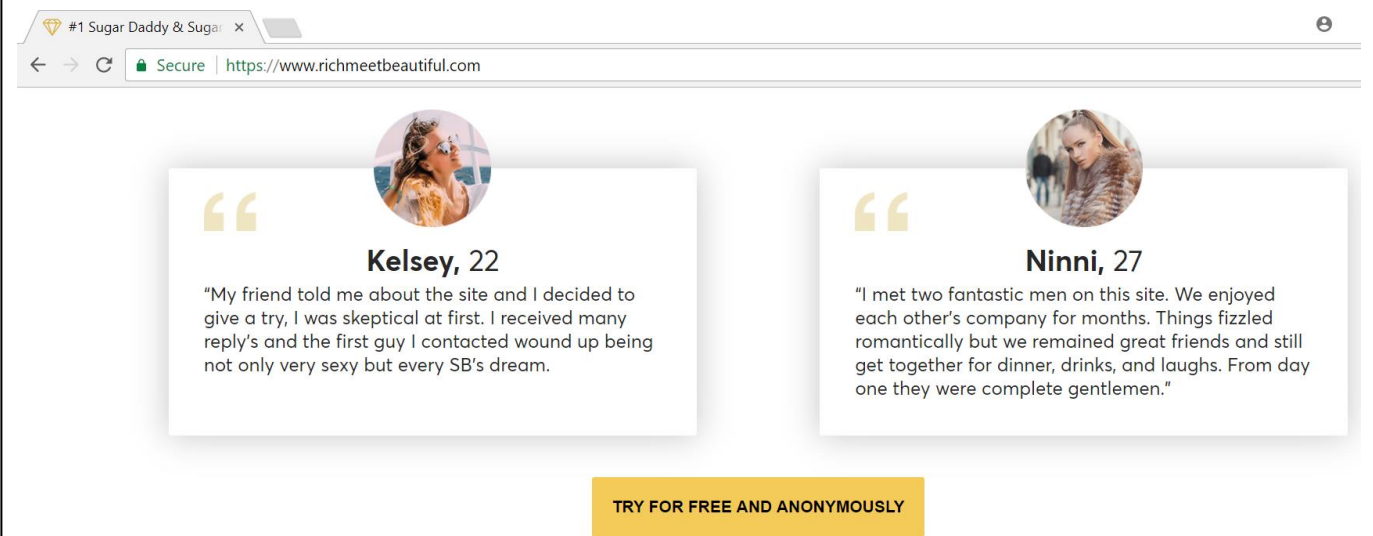 #1 Sugar Daddy & Sugar
Secure https://www.richmeetbeautiful.com
Kelsey, 22
“My friend told me about the site and I decided to
give a try, I was skeptical at first. I received many
reply's and the first guy I contacted wound up being
not only very sexy but every SB's dream.
Ninni, 27
“I met two fantastic men on this site. We enjoyed
each other's company for months. Things fizzled
romantically but we remained great friends and still
get together for dinner, drinks, and laughs. From day
one they were complete gentlemen.”
TRY FOR FREE AND ANONYMOUSLY